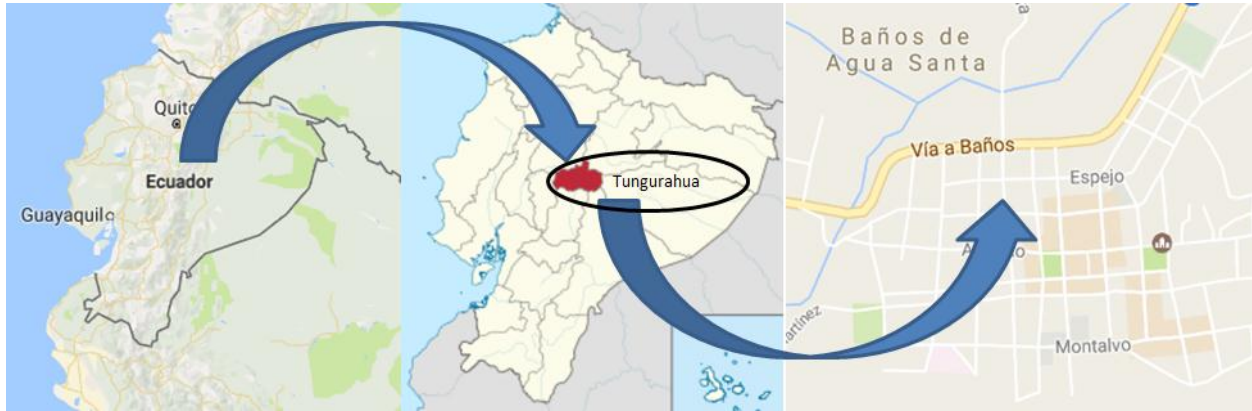 Quito
Ecuador
Guayaquil
Tungurahua
Baños de
Agua Santa
Vía a Baños
Espejo
Montalvo